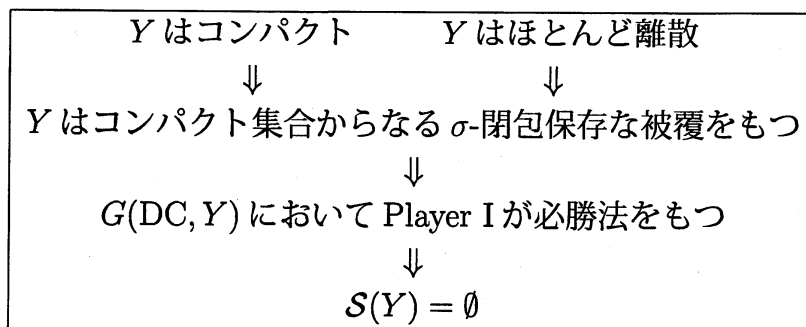 Y はコンパクト Y はほとんど離散
⇓ ⇓
Y はコンパクト集合からなる σ-閉包保存な被覆をもつ
⇓
G(DC, Y) において Player I が必勝法をもつ
⇓
𝒮(Y) = ∅